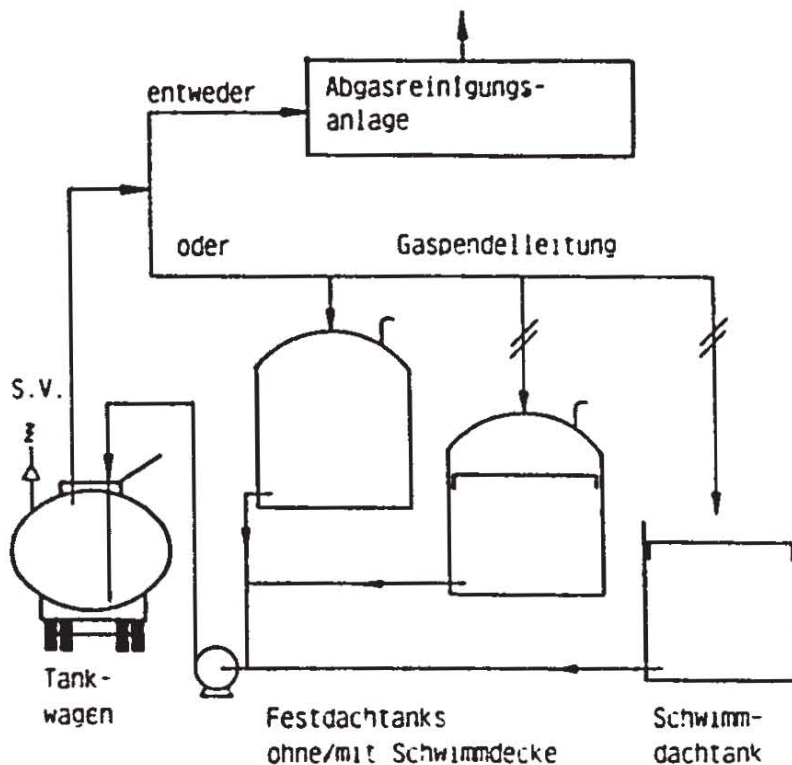 entweder
Abgasreinigungs-
anlage
oder
Gaspendelleitung
S.V.
Tank-
wagen
Festdachtanks
ohne/mit Schwimmdecke
Schwimm-
dachtank